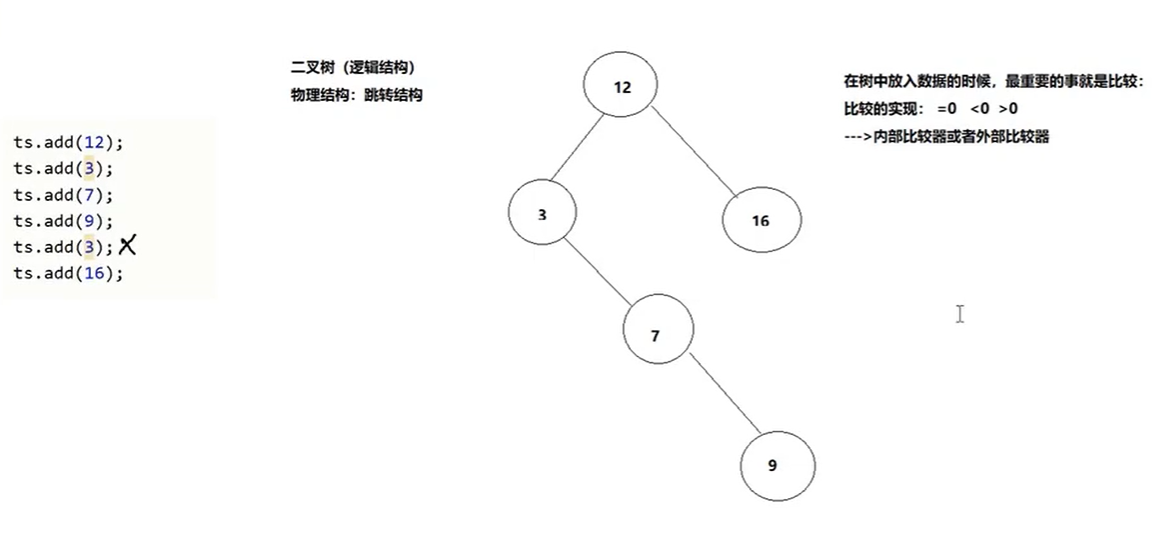 二叉树（逻辑结构）
物理结构：跳转结构
ts.add(12);
ts.add(3);
ts.add(7);
ts.add(9);
ts.add(3); X
ts.add(16);
12
3
16
7
9
在树中放入数据的时候，最重要的事就是比较：
比较的实现： =0 <0 >0
--->内部比较器或者外部比较器